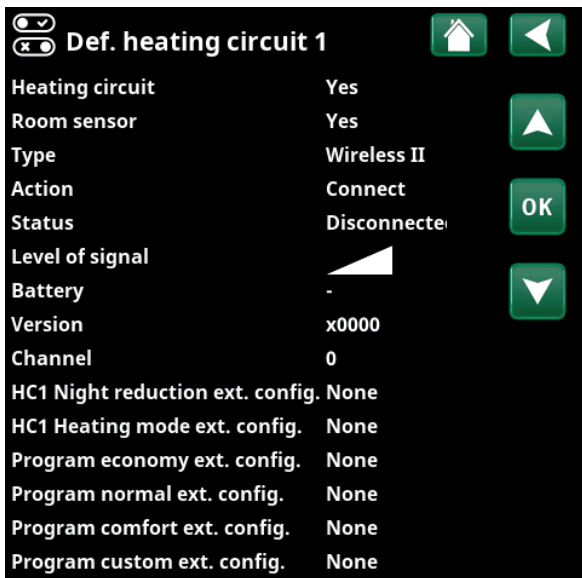 Def. heating circuit 1
Heating circuit Yes
Room sensor Yes
Type Wireless II
Action Connect
OK
Status Disconnecte
Level of signal
Battery -
Version x0000
Channel 0
HC1 Night reduction ext. config. None
HC1 Heating mode ext. config. None
Program economy ext. config. None
Program normal ext. config. None
Program comfort ext. config. None
Program custom ext. config. None